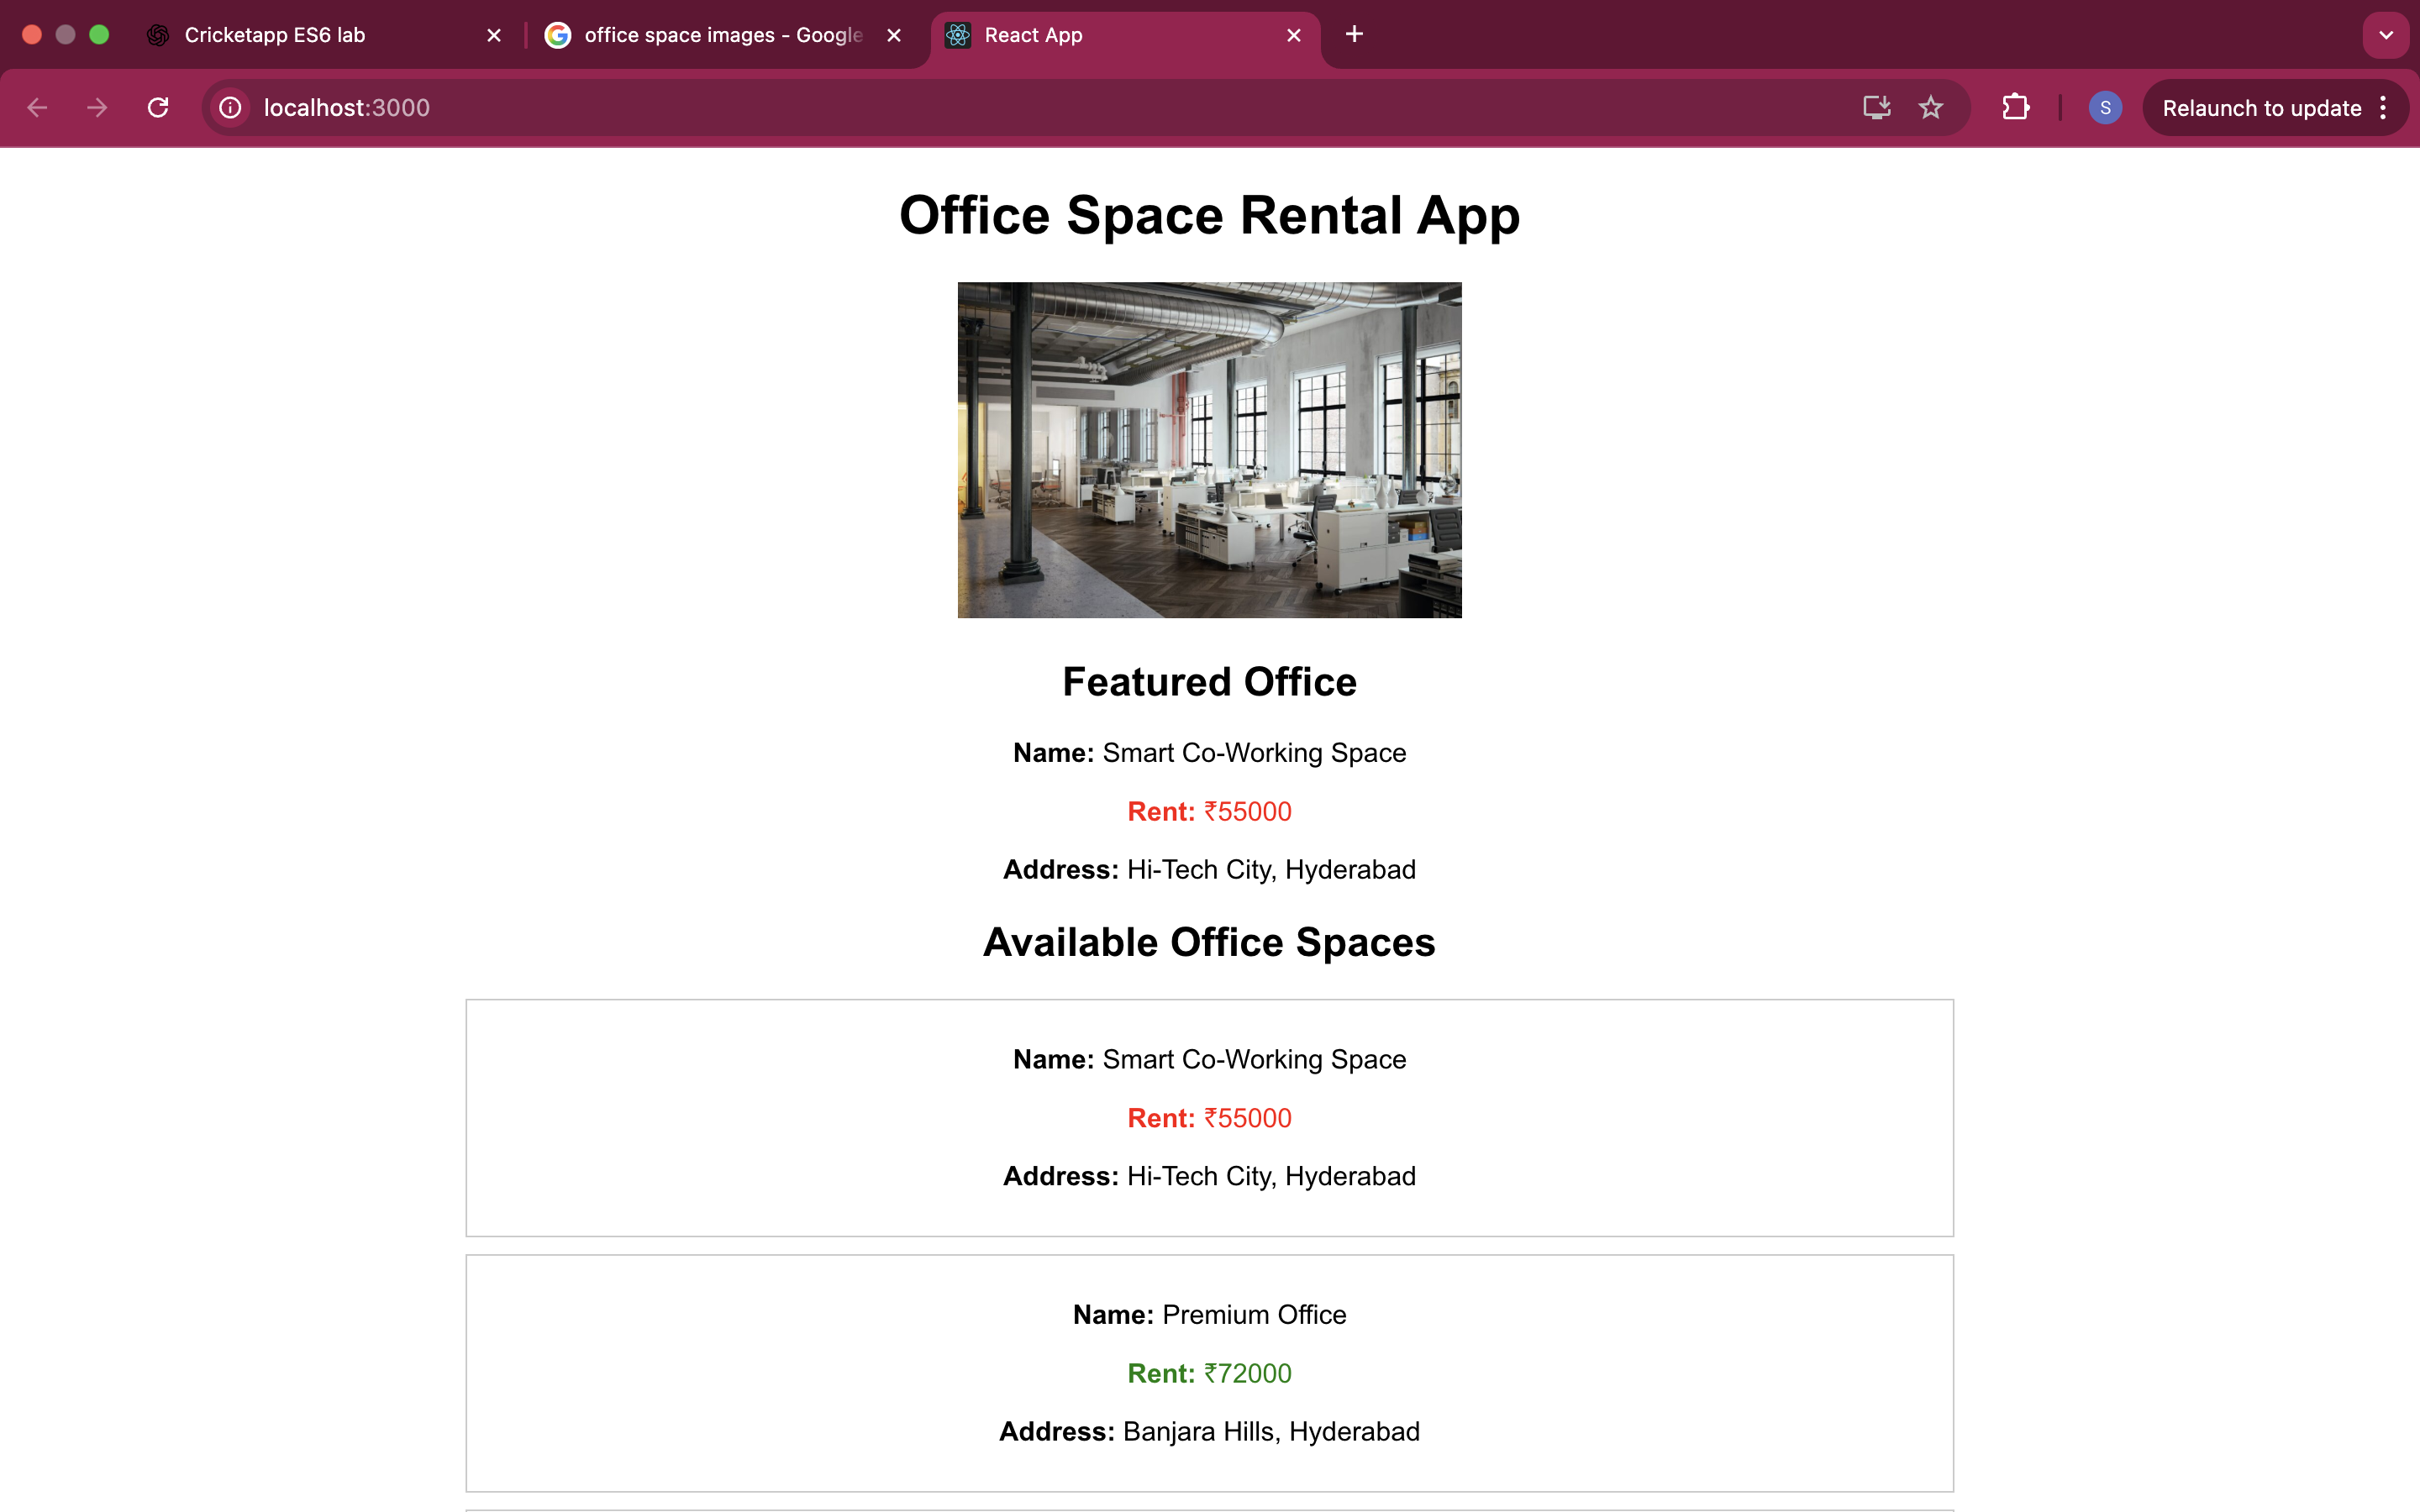 Cricketapp ES6 lab
office space images - Google
React App
localhost:3000
S
Relaunch to update
Office Space Rental App
Featured Office
Name: Smart Co-Working Space
Rent: ₹55000
Address: Hi-Tech City, Hyderabad
Available Office Spaces
Name: Smart Co-Working Space
Rent: ₹55000
Address: Hi-Tech City, Hyderabad
Name: Premium Office
Rent: ₹72000
Address: Banjara Hills, Hyderabad